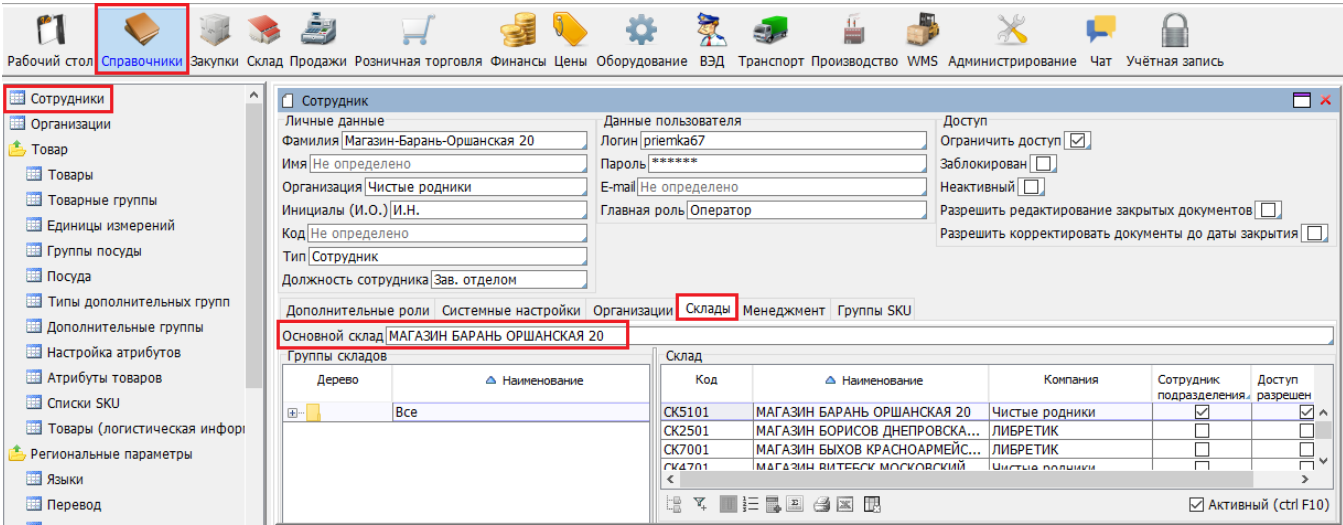 Рабочий стол Справочники Закупки Склад Продажи Розничная торговля Финансы Цены Оборудование ВЭД Транспорт Производство WMS Администрирование Чат Учётная запись
Сотрудники
Организации
Товар
Товары
Товарные группы
Единицы измерений
Группы посуды
Посуда
Типы дополнительных групп
Дополнительные группы
Настройка атрибутов
Атрибуты товаров
Списки SKU
Товары (логистическая инфор
Региональные параметры
Языки
Перевод
Сотрудник
Личные данные
Фамилия Магазин-Барань-Оршанская 20
Имя Не определено
Организация Чистые родники
Инициалы (И.О.) И.Н.
Код Не определено
Тип Сотрудник
Должность сотрудника Зав. отделом
Данные пользователя
Логин priemka67
Пароль ******
E-mail Не определено
Главная роль Оператор
Доступ
Ограничить доступ
Заблокирован
Неактивный
Разрешить редактирование закрытых документов
Разрешить корректировать документы до даты закрытия
Дополнительные роли Системные настройки Организации Склады Менеджмент Группы SKU
Основной склад МАГАЗИН БАРАНЬ ОРШАНСКАЯ 20
Группы складов
Дерево Наименование
Все
Склад
Код Наименование Компания Сотрудник подразделения Доступ разрешен
СК5101 МАГАЗИН БАРАНЬ ОРШАНСКАЯ 20 Чистые родники
СК2501 МАГАЗИН БОРИСОВ ДНЕПРОВСКА... ЛИБРЕТИК
СК7001 МАГАЗИН БЫХОВ КРАСНОАРМЕЙС... ЛИБРЕТИК
СК4701 МАГАЗИН ВИТЕБСК МОСКОВСКИЙ Чистые родники
Активный (ctrl F10)